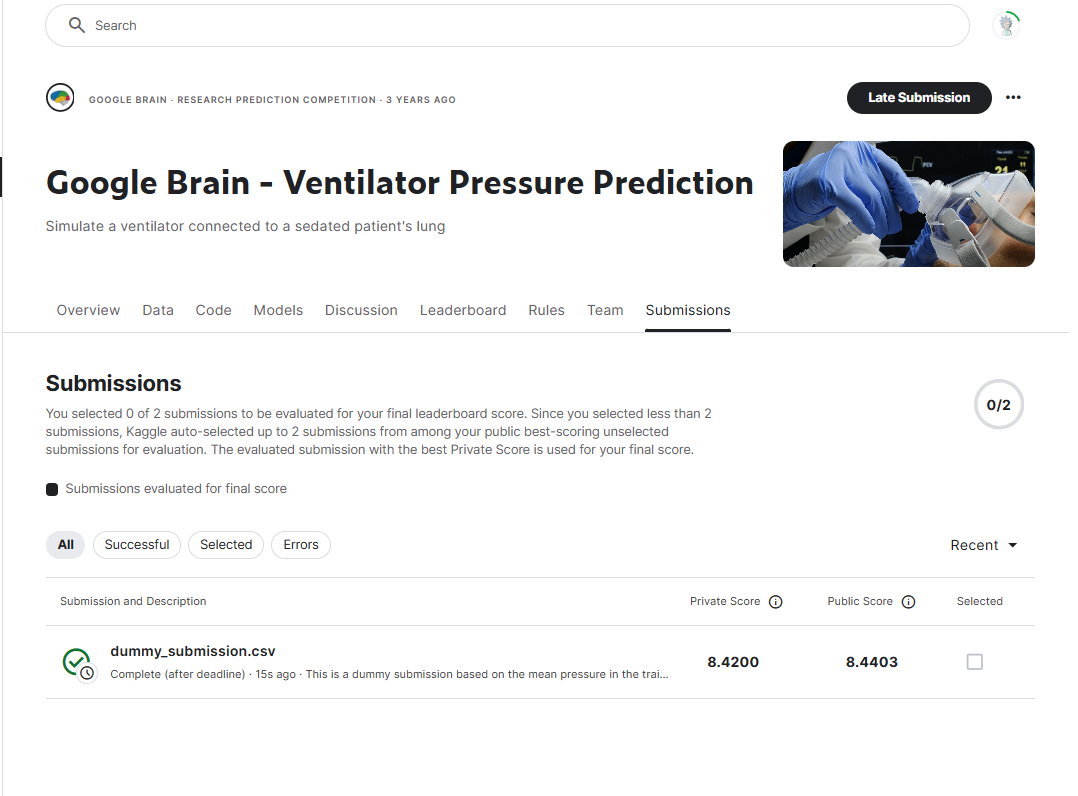 Search
GOOGLE BRAIN · RESEARCH PREDICTION COMPETITION · 3 YEARS AGO
Late Submission
Google Brain - Ventilator Pressure Prediction
Simulate a ventilator connected to a sedated patient's lung
PCV
21
11
Overview Data Code Models Discussion Leaderboard Rules Team Submissions
Submissions
You selected 0 of 2 submissions to be evaluated for your final leaderboard score. Since you selected less than 2
submissions, Kaggle auto-selected up to 2 submissions from among your public best-scoring unselected
submissions for evaluation. The evaluated submission with the best Private Score is used for your final score.
0/2
Submissions evaluated for final score
All Successful Selected Errors Recent
Submission and Description Private Score Public Score Selected
dummy_submission.csv 8.4200 8.4403
Complete (after deadline) · 15s ago · This is a dummy submission based on the mean pressure in the trai...